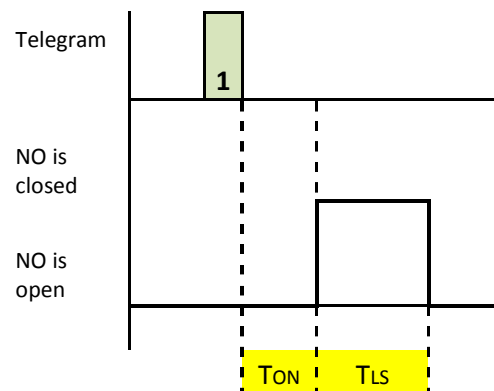 Telegram
1
NO is
closed
NO is
open
TON TLS